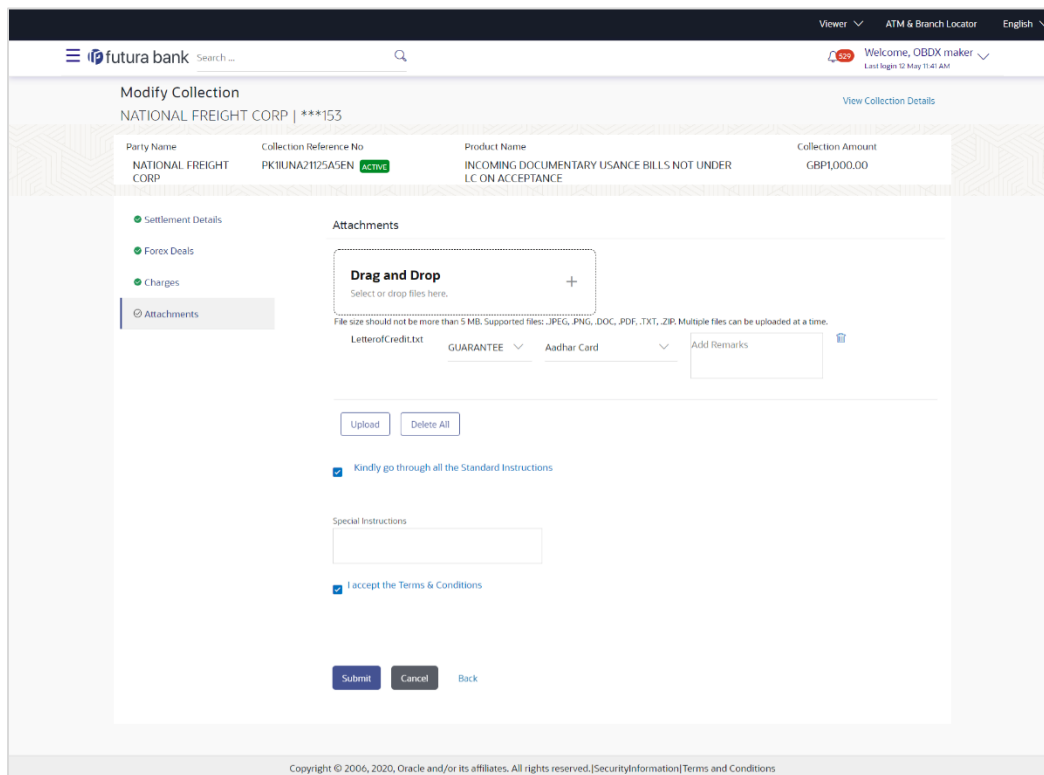 Viewer ATM & Branch Locator English
futura bank Search ... 529 Welcome, OBDX maker
Last login 12 May 11:41 AM
Modify Collection
View Collection Details
NATIONAL FREIGHT CORP | ***153
Party Name Collection Reference No Product Name Collection Amount
NATIONAL FREIGHT PK1IUNA21125A5EN ACTIVE INCOMING DOCUMENTARY USANCE BILLS NOT UNDER GBP1,000.00
CORP LC ON ACCEPTANCE
Settlement Details
Forex Deals
Charges
Attachments
Attachments
Drag and Drop
Select or drop files here.
File size should not be more than 5 MB. Supported files: .JPEG, .PNG, .DOC, .PDF, .TXT, .ZIP. Multiple files can be uploaded at a time.
LetterofCredit.txt GUARANTEE Aadhar Card Add Remarks
Upload Delete All
Kindly go through all the Standard Instructions
Special Instructions
I accept the Terms & Conditions
Submit Cancel Back
Copyright © 2006, 2020, Oracle and/or its affiliates. All rights reserved.|SecurityInformation|Terms and Conditions